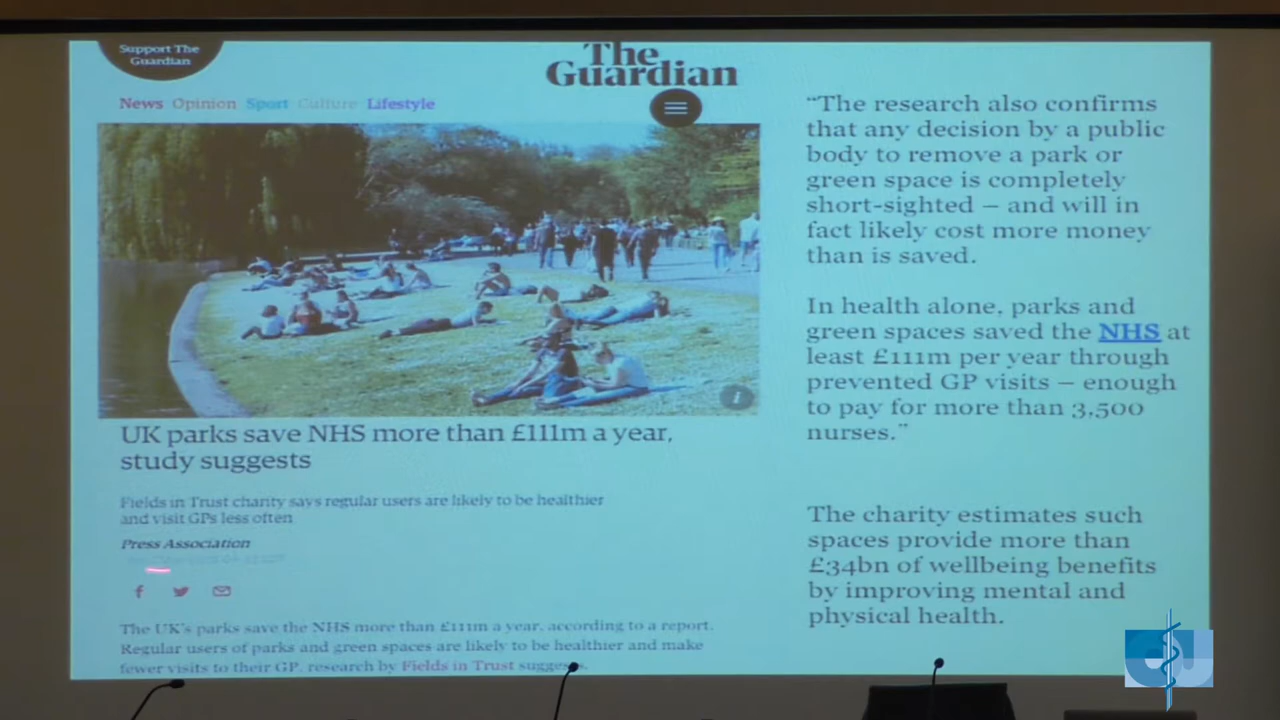 Support The
Guardian
The
Guardian
News Opinion Sport Culture Lifestyle
UK parks save NHS more than £111m a year,
study suggests
Fields in Trust charity says regular users are likely to be healthier
and visit GPs less often
Press Association
The UK's parks save the NHS more than £111m a year, according to a report.
Regular users of parks and green spaces are likely to be healthier and make
fewer visits to their GP, research by Fields in Trust suggests.
“The research also confirms
that any decision by a public
body to remove a park or
green space is completely
short-sighted – and will in
fact likely cost more money
than is saved.
In health alone, parks and
green spaces saved the NHS at
least £111m per year through
prevented GP visits – enough
to pay for more than 3,500
nurses.”
The charity estimates such
spaces provide more than
£34bn of wellbeing benefits
by improving mental and
physical health.